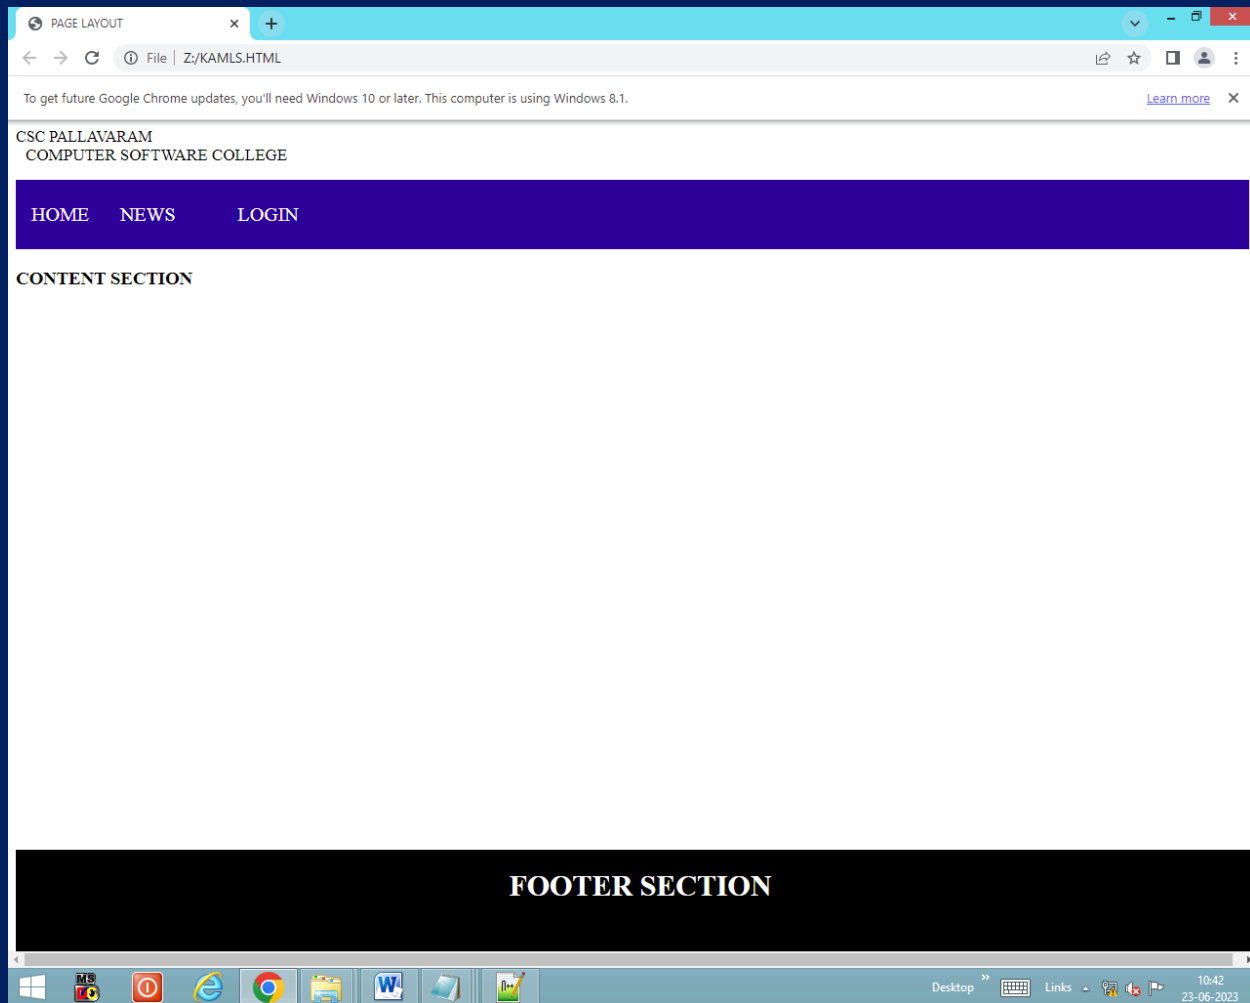 PAGE LAYOUT
File Z:/KAMLS.HTML
To get future Google Chrome updates, you'll need Windows 10 or later. This computer is using Windows 8.1. Learn more
CSC PALLAVARAM
COMPUTER SOFTWARE COLLEGE
HOME NEWS LOGIN
CONTENT SECTION
FOOTER SECTION
MS
W
Desktop Links 10:42
23-06-2023